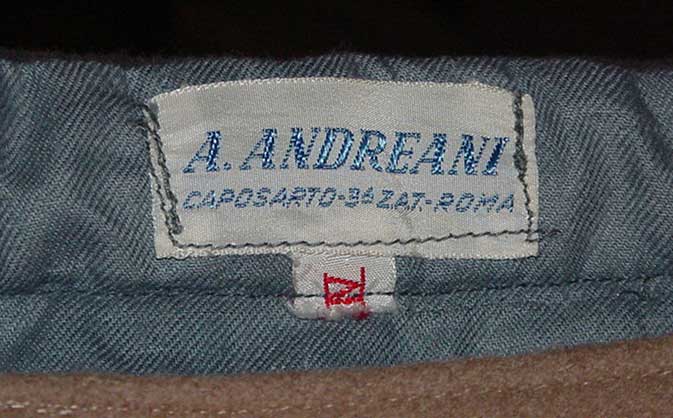 A. ANDREANI
CAPOSARTO-3ª ZAT.-ROMA